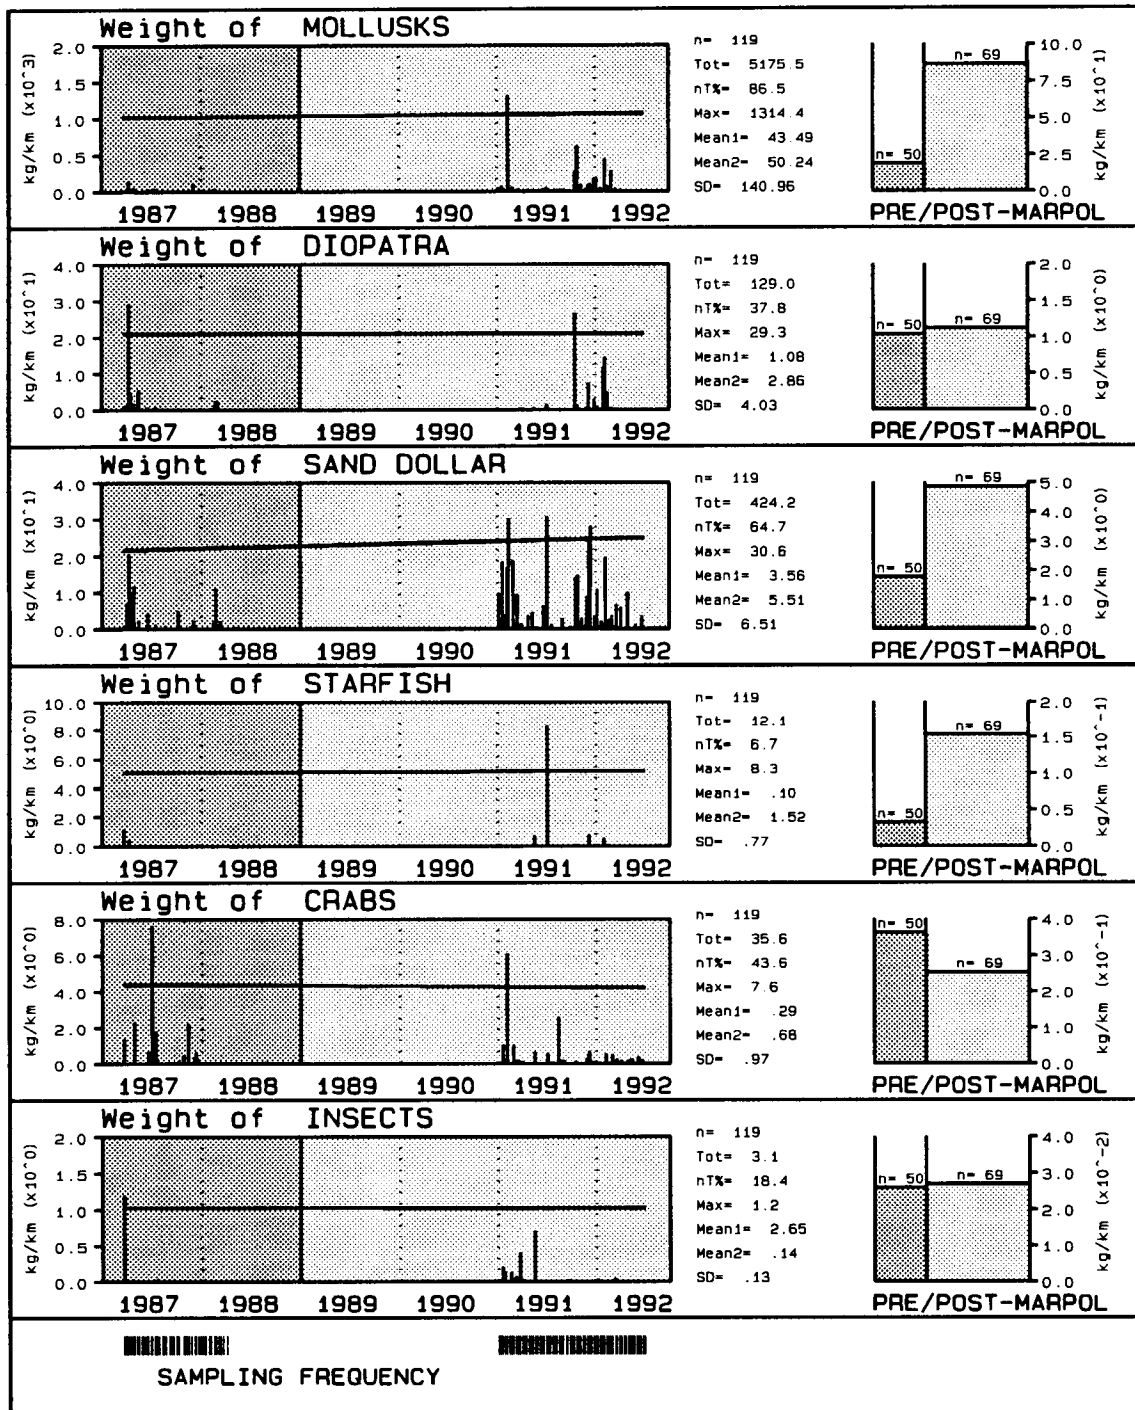 Weight of MOLLUSKS
kg/km (x10^3)
2.0
1.5
1.0
0.5
0.0
1987 1988 1989 1990 1991 1992
n= 119
Tot= 5175.5
nT%= 86.5
Max= 1314.4
Mean1= 43.49
Mean2= 50.24
SD= 140.96
n= 50
n= 69
10.0
7.5
5.0
2.5
0.0
kg/km (x10^1)
PRE/POST-MARPOL
Weight of DIOPATRA
kg/km (x10^1)
4.0
3.0
2.0
1.0
0.0
1987 1988 1989 1990 1991 1992
n= 119
Tot= 129.0
nT%= 37.8
Max= 29.3
Mean1= 1.08
Mean2= 2.86
SD= 4.03
n= 50
n= 69
2.0
1.5
1.0
0.5
0.0
kg/km (x10^0)
PRE/POST-MARPOL
Weight of SAND DOLLAR
kg/km (x10^1)
4.0
3.0
2.0
1.0
0.0
1987 1988 1989 1990 1991 1992
n= 119
Tot= 424.2
nT%= 64.7
Max= 30.6
Mean1= 3.56
Mean2= 5.51
SD= 6.51
n= 50
n= 69
5.0
4.0
3.0
2.0
1.0
0.0
kg/km (x10^0)
PRE/POST-MARPOL
Weight of STARFISH
kg/km (x10^0)
10.0
8.0
6.0
4.0
2.0
0.0
1987 1988 1989 1990 1991 1992
n= 119
Tot= 12.1
nT%= 6.7
Max= 8.3
Mean1= .10
Mean2= 1.52
SD= .77
n= 50
n= 69
2.0
1.5
1.0
0.5
0.0
kg/km (x10^-1)
PRE/POST-MARPOL
Weight of CRABS
kg/km (x10^0)
8.0
6.0
4.0
2.0
0.0
1987 1988 1989 1990 1991 1992
n= 119
Tot= 35.6
nT%= 43.6
Max= 7.6
Mean1= .29
Mean2= .68
SD= .97
n= 50
n= 69
4.0
3.0
2.0
1.0
0.0
kg/km (x10^-1)
PRE/POST-MARPOL
Weight of INSECTS
kg/km (x10^0)
2.0
1.5
1.0
0.5
0.0
1987 1988 1989 1990 1991 1992
n= 119
Tot= 3.1
nT%= 18.4
Max= 1.2
Mean1= 2.65
Mean2= .14
SD= .13
n= 50
n= 69
4.0
3.0
2.0
1.0
0.0
kg/km (x10^-2)
PRE/POST-MARPOL
SAMPLING FREQUENCY